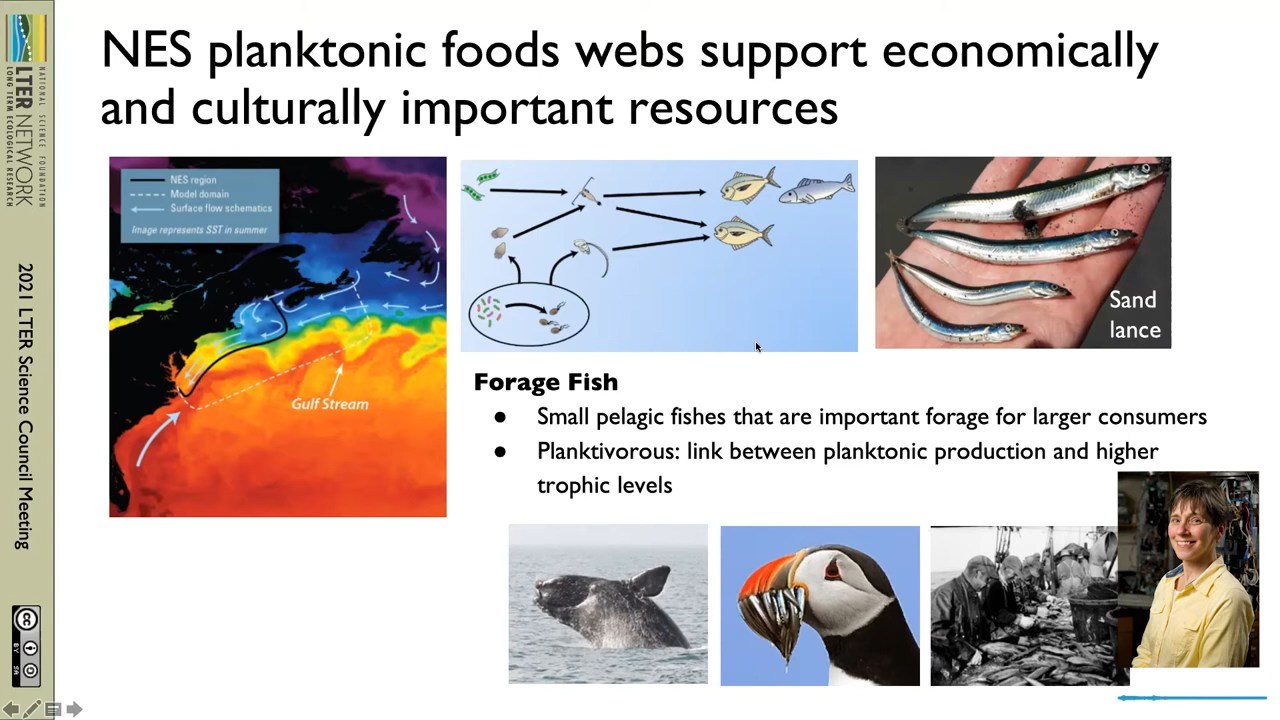 NES planktonic foods webs support economically
and culturally important resources
NES region
Model domain
Surface flow schematics
Image represents SST in summer
Gulf Stream
Sand
lance
Forage Fish
● Small pelagic fishes that are important forage for larger consumers
● Planktivorous: link between planktonic production and higher
trophic levels
NATIONAL SCIENCE FOUNDATION
LTER NETWORK
LONG TERM ECOLOGICAL RESEARCH
2021 LTER Science Council Meeting
cc
BY SA